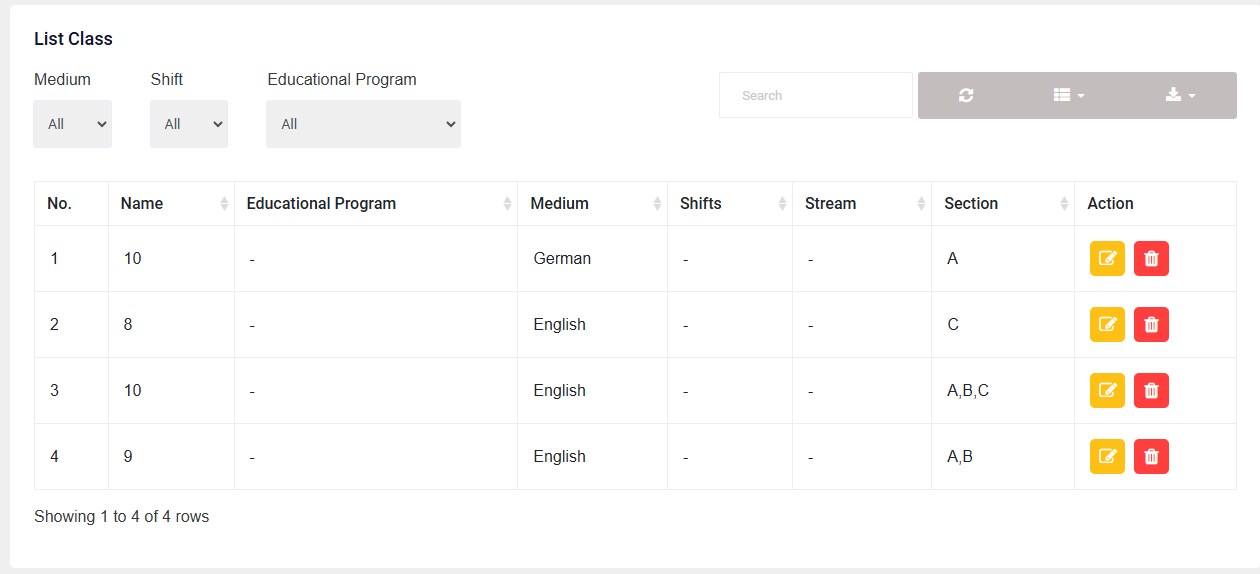 List Class
Medium Shift Educational Program
All All All Search
No. Name Educational Program Medium Shifts Stream Section Action
1 10 - German - - A
2 8 - English - - C
3 10 - English - - A,B,C
4 9 - English - - A,B
Showing 1 to 4 of 4 rows